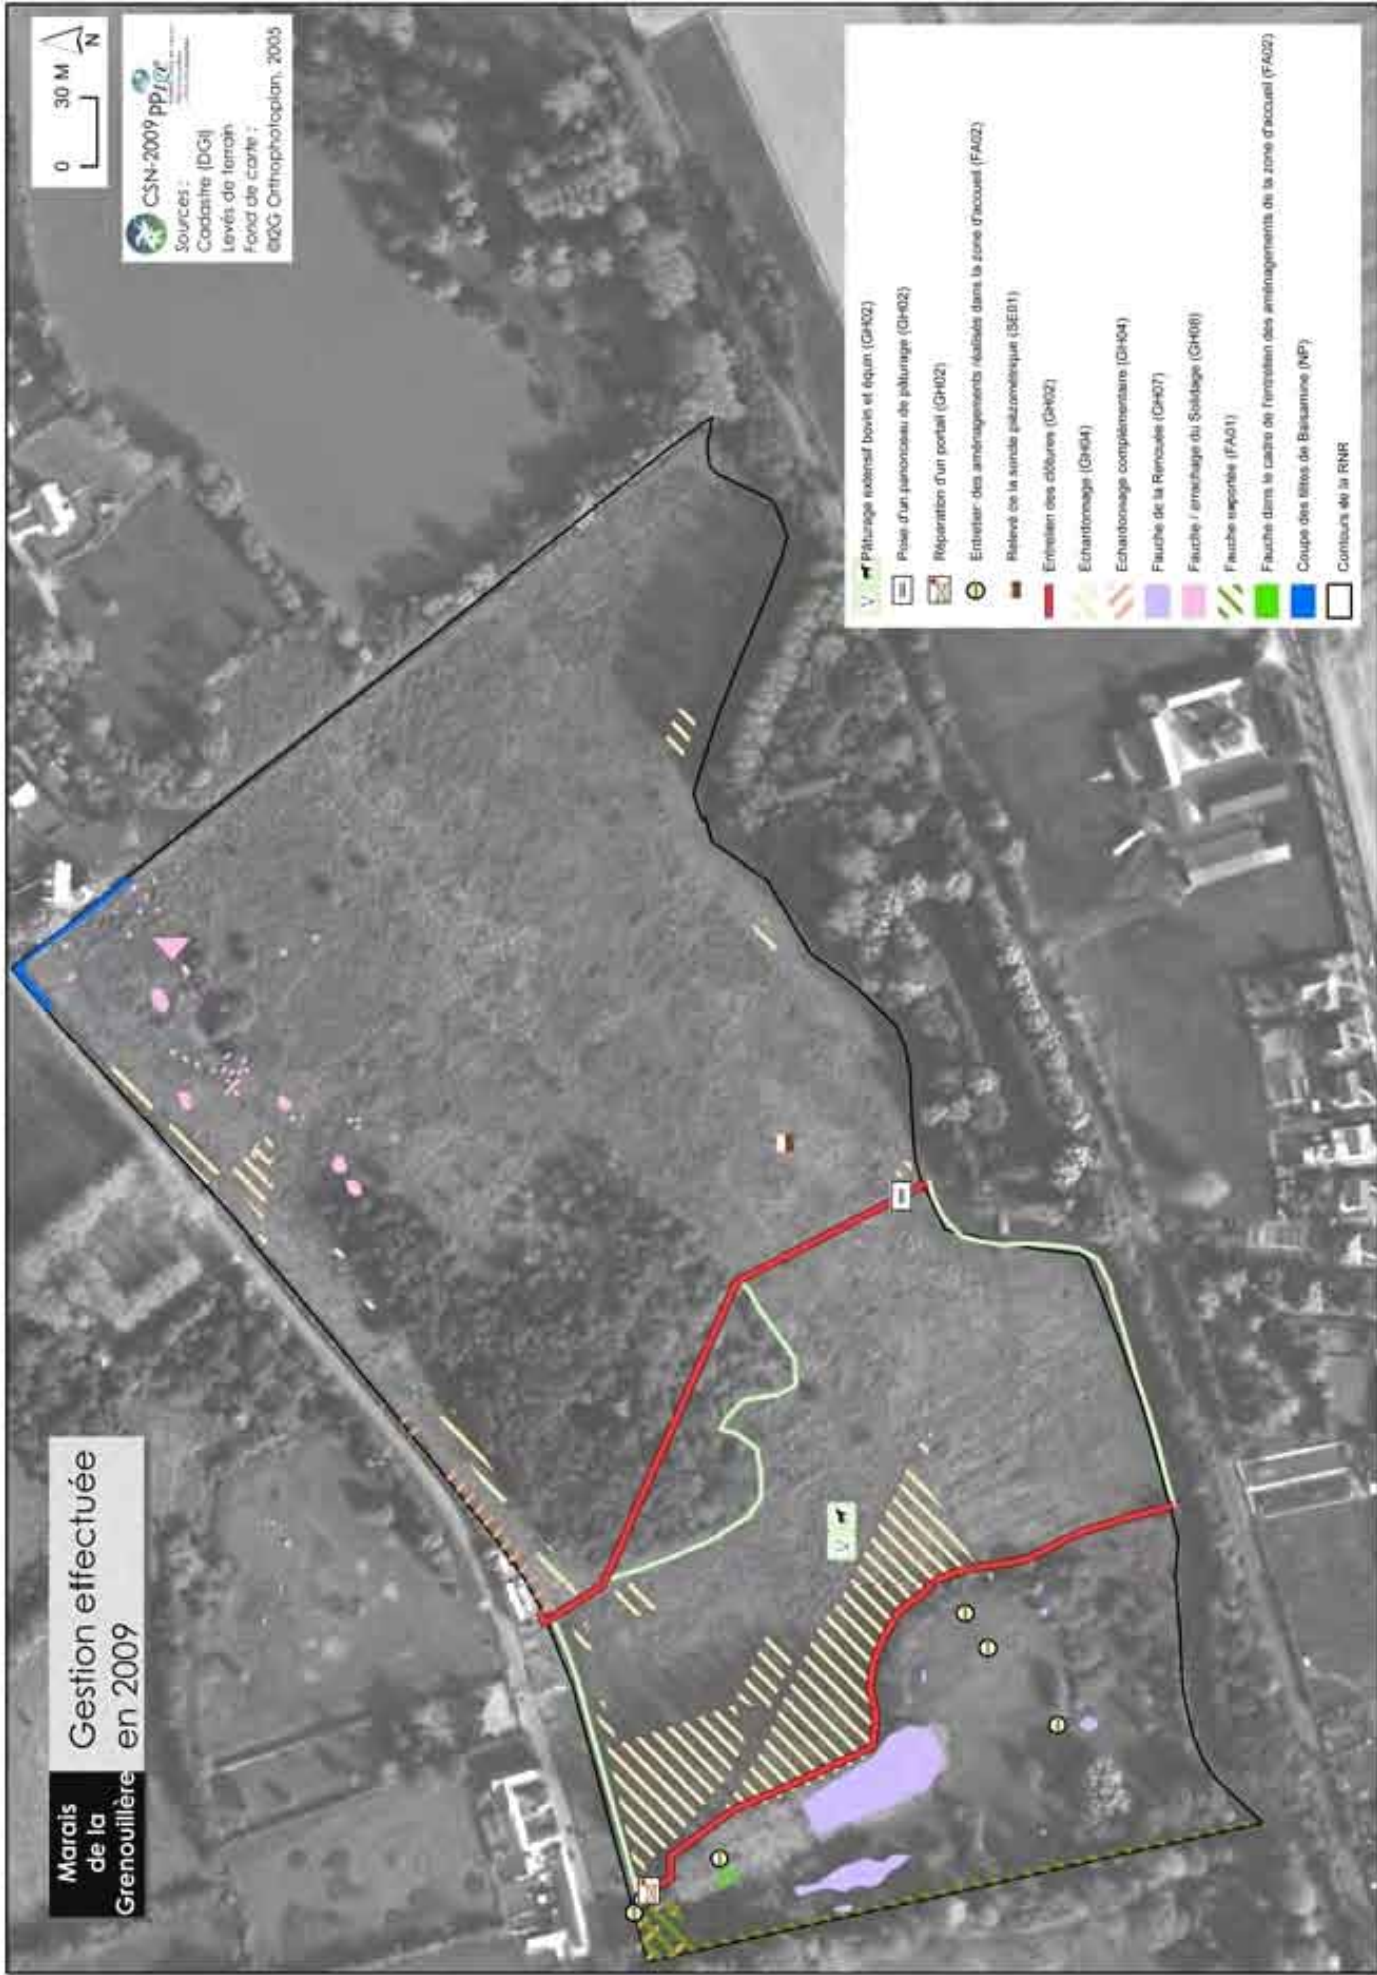 Marais
de la
Grenouillère
Gestion effectuée
en 2009
0 30 M
N
CSN-2009
Sources :
Cadastre (DGI)
Levés de terrain
Fond de carte :
©I2G Orthophotoplan, 2005
Pâturage extensif bovin et équin (GH02)
Pose d'un panonceau de pâturage (GH02)
Réparation d'un portail (GH02)
Entretien des aménagements réalisés dans la zone d'accueil (FA02)
Relevé de la sonde piézométrique (SE01)
Entretien des clôtures (GH02)
Echardonnage (GH04)
Echardonnage complémentaire (GH04)
Fauche de la Renouée (GH07)
Fauche / arrachage du Solidage (GH08)
Fauche exportée (FA01)
Fauche dans le cadre de l'entretien des aménagements de la zone d'accueil (FA02)
Coupe des têtes de Balsamine (NP)
Contours de la RNR